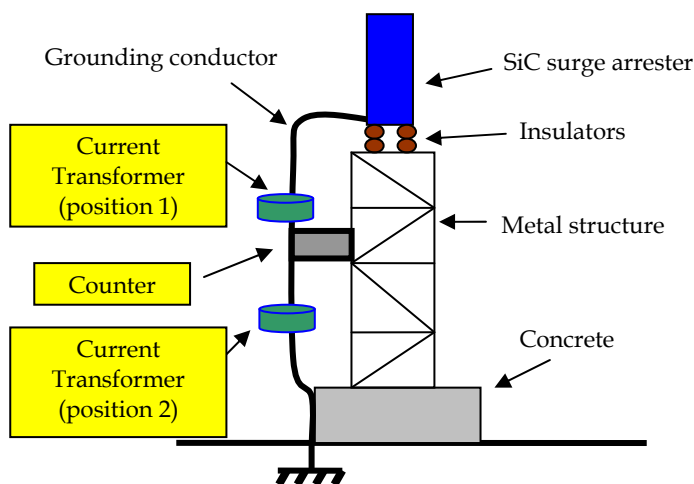 Grounding conductor
SiC surge arrester
Insulators
Current
Transformer
(position 1)
Metal structure
Counter
Current
Transformer
(position 2)
Concrete